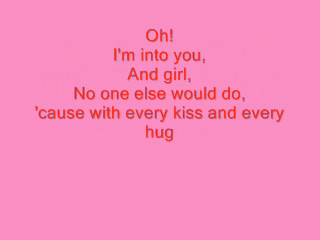 Oh!
I'm into you,
And girl,
No one else would do,
'cause with every kiss and every
hug